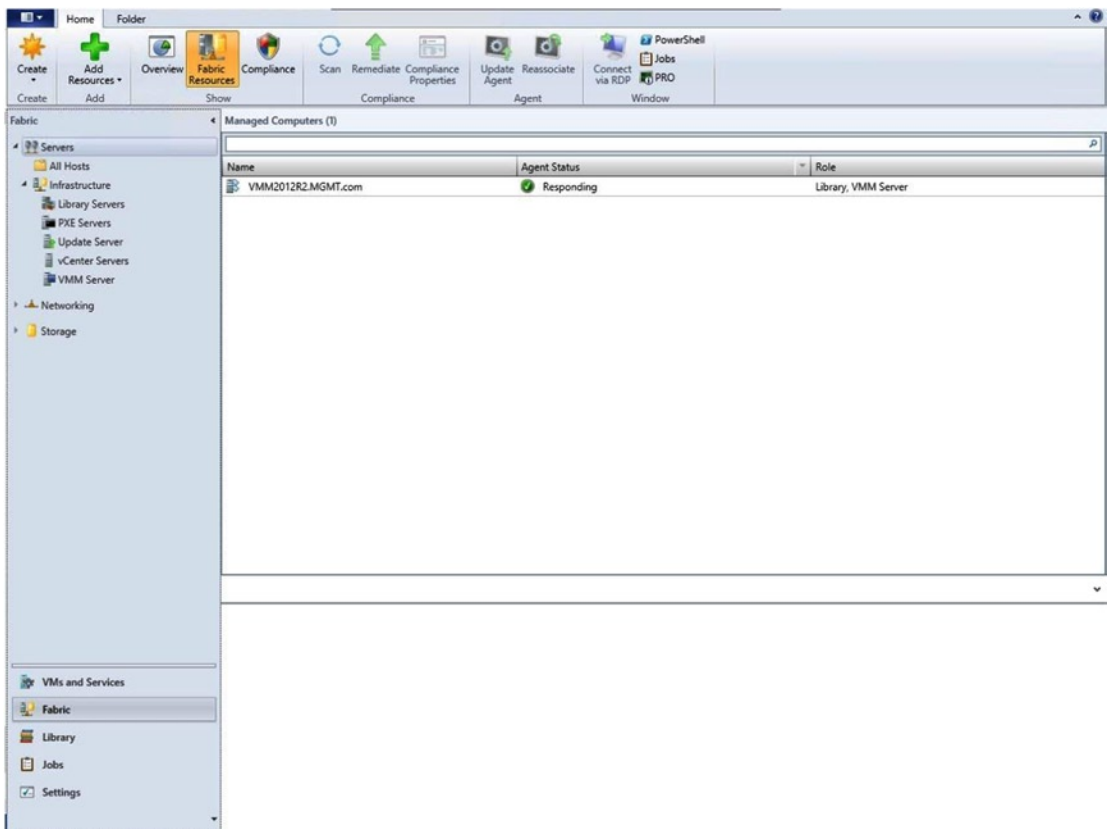 Home Folder
Create
Add Resources
Overview
Fabric Resources
Compliance
Scan
Remediate
Compliance Properties
Update Agent
Reassociate
Connect via RDP
PowerShell
Jobs
PRO
Create Add Show Compliance Agent Window
Fabric
Servers
All Hosts
Infrastructure
Library Servers
PXE Servers
Update Server
vCenter Servers
VMM Server
Networking
Storage
VMs and Services
Fabric
Library
Jobs
Settings
Managed Computers (1)
Name Agent Status Role
VMM2012R2.MGMT.com Responding Library, VMM Server